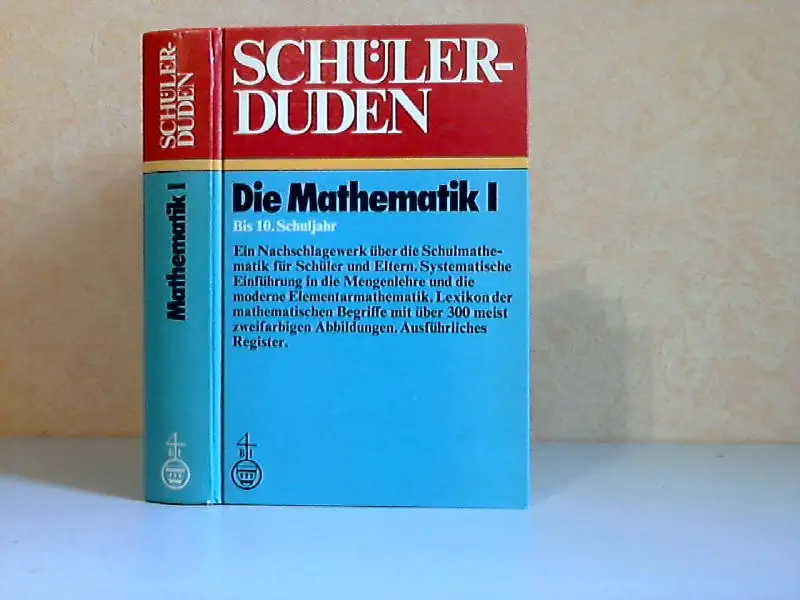 SCHÜLER-
DUDEN
Mathematik I
B I
SCHÜLER-
DUDEN
Die Mathematik I
Bis 10. Schuljahr
Ein Nachschlagewerk über die Schulmathe-
matik für Schüler und Eltern. Systematische
Einführung in die Mengenlehre und die
moderne Elementarmathematik. Lexikon der
mathematischen Begriffe mit über 300 meist
zweifarbigen Abbildungen. Ausführliches
Register.
B I